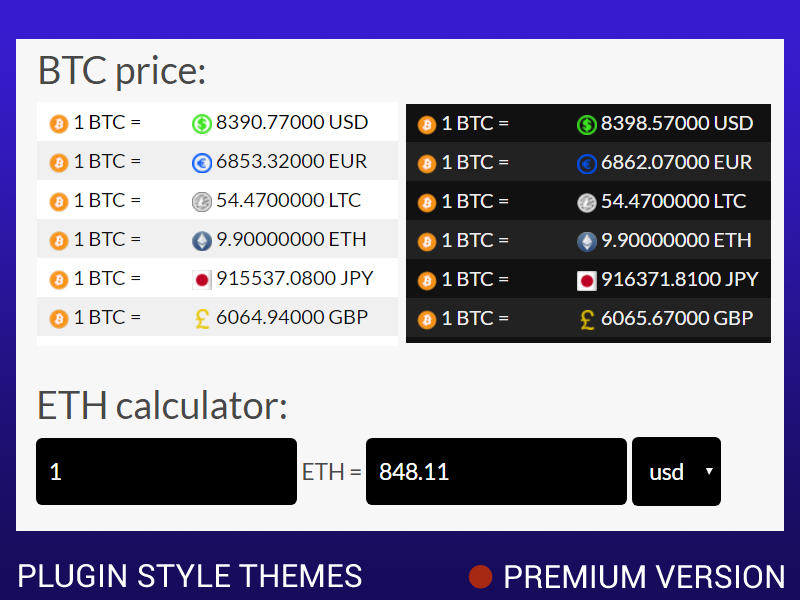 BTC price:
1 BTC = 8390.77000 USD
1 BTC = 6853.32000 EUR
1 BTC = 54.4700000 LTC
1 BTC = 9.90000000 ETH
1 BTC = 915537.0800 JPY
1 BTC = 6064.94000 GBP
1 BTC = 8398.57000 USD
1 BTC = 6862.07000 EUR
1 BTC = 54.4700000 LTC
1 BTC = 9.90000000 ETH
1 BTC = 916371.8100 JPY
1 BTC = 6065.67000 GBP
ETH calculator:
1 ETH = 848.11 usd
PLUGIN STYLE THEMES
PREMIUM VERSION